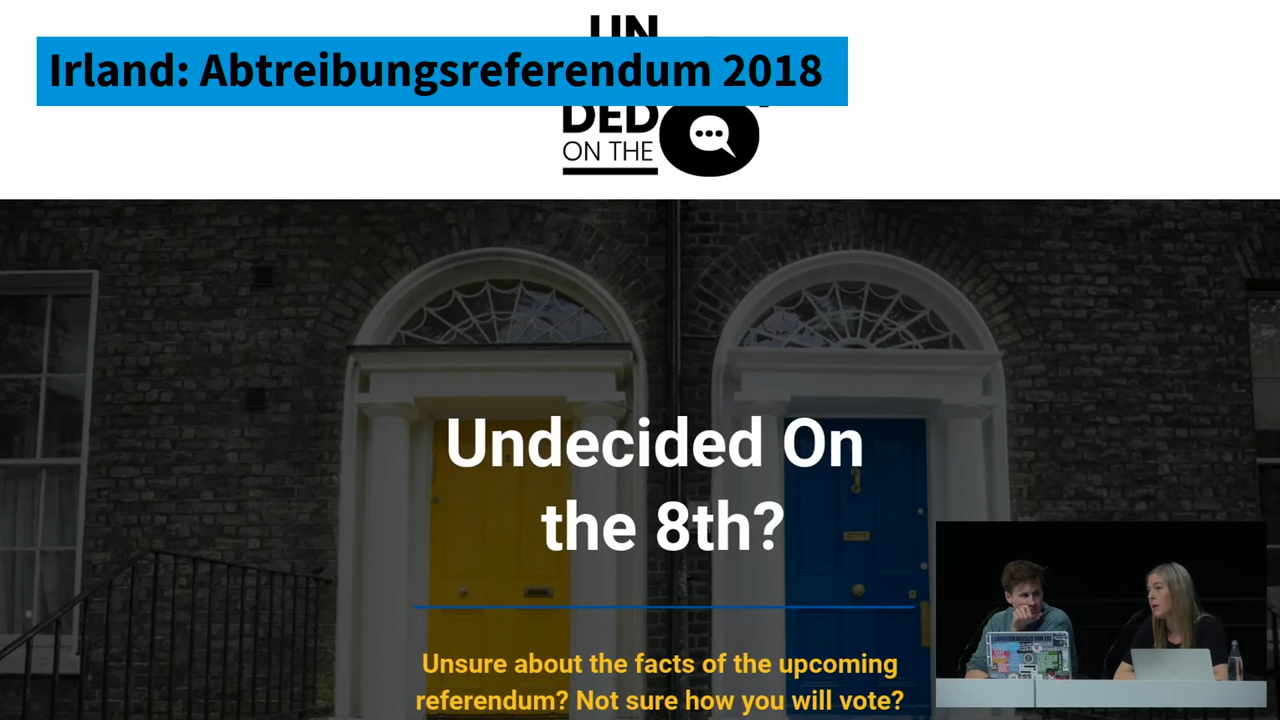 UN
Irland: Abtreibungsreferendum 2018
DED
ON THE
Undecided On
the 8th?
Unsure about the facts of the upcoming
referendum? Not sure how you will vote?